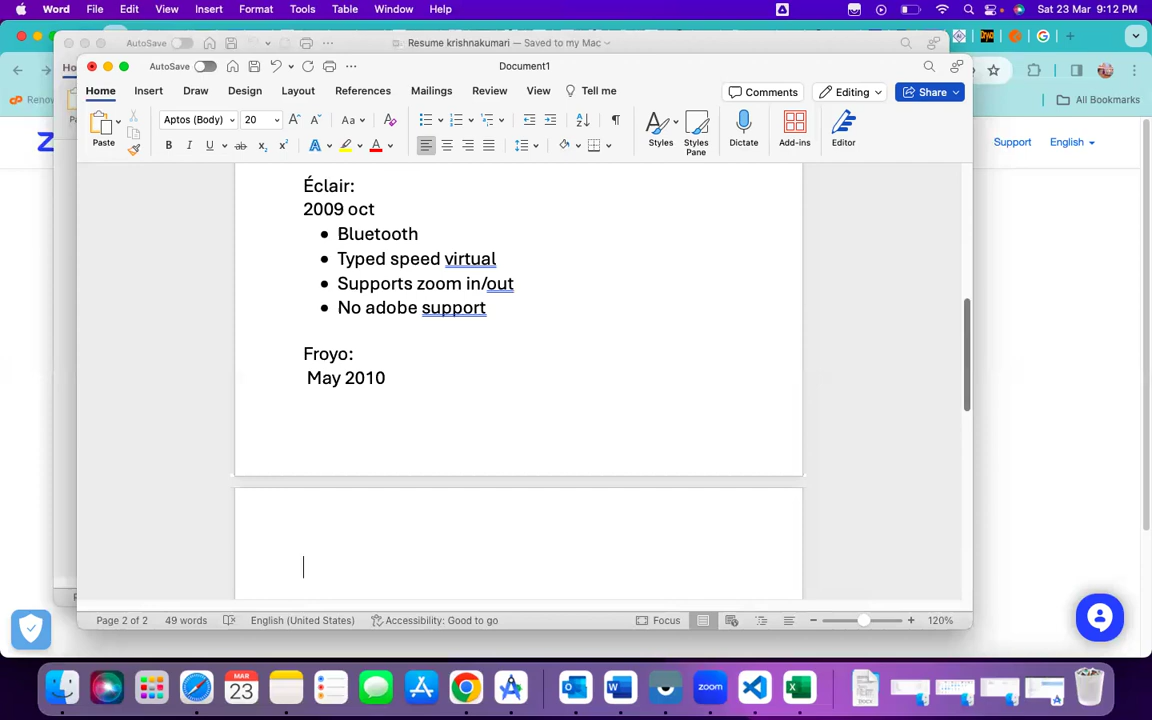 Word File Edit View Insert Format Tools Table Window Help Sat 23 Mar 9:12 PM
AutoSave Resume krishnakumari — Saved to my Mac
AutoSave Document1
Home Insert Draw Design Layout References Mailings Review View Tell me Comments Editing Share
All Bookmarks
Paste Aptos (Body) 20 Aa Styles Styles Pane Dictate Add-ins Editor
Support English
Éclair:
2009 oct
• Bluetooth
• Typed speed virtual
• Supports zoom in/out
• No adobe support
Froyo:
May 2010
Page 2 of 2 49 words English (United States) Accessibility: Good to go Focus 120%
MAR
23
zoom
DOCX